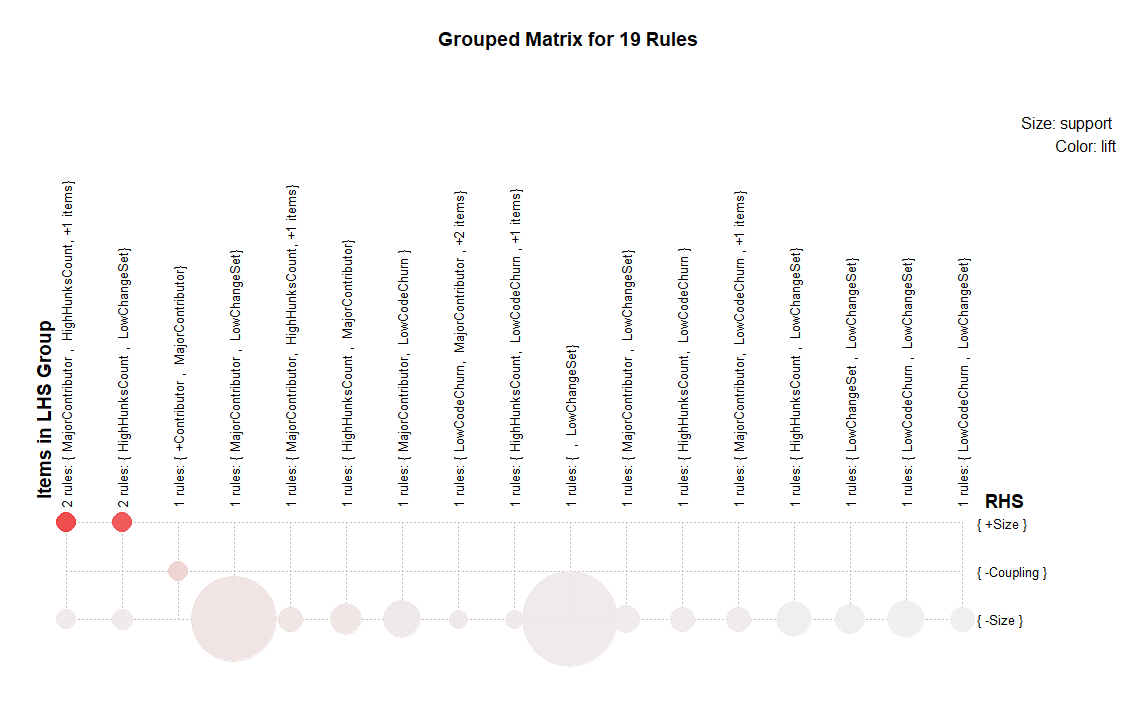 Grouped Matrix for 19 Rules
Size: support
Color: lift
Items in LHS Group
2 rules: { MajorContributor , HighHunksCount, +1 items}
2 rules: { HighHunksCount , LowChangeSet}
1 rules: { +Contributor , MajorContributor}
1 rules: { MajorContributor , LowChangeSet}
1 rules: { MajorContributor, HighHunksCount, +1 items}
1 rules: { HighHunksCount , MajorContributor}
1 rules: { MajorContributor, LowCodeChurn }
1 rules: { LowCodeChurn, MajorContributor , +2 items}
1 rules: { HighHunksCount, LowCodeChurn , +1 items}
1 rules: { , LowChangeSet}
1 rules: { MajorContributor , LowChangeSet}
1 rules: { HighHunksCount, LowCodeChurn }
1 rules: { MajorContributor, LowCodeChurn , +1 items}
1 rules: { HighHunksCount , LowChangeSet}
1 rules: { LowChangeSet , LowChangeSet}
1 rules: { LowCodeChurn , LowChangeSet}
1 rules: { LowCodeChurn , LowChangeSet}
RHS
{ +Size }
{ -Coupling }
{ -Size }